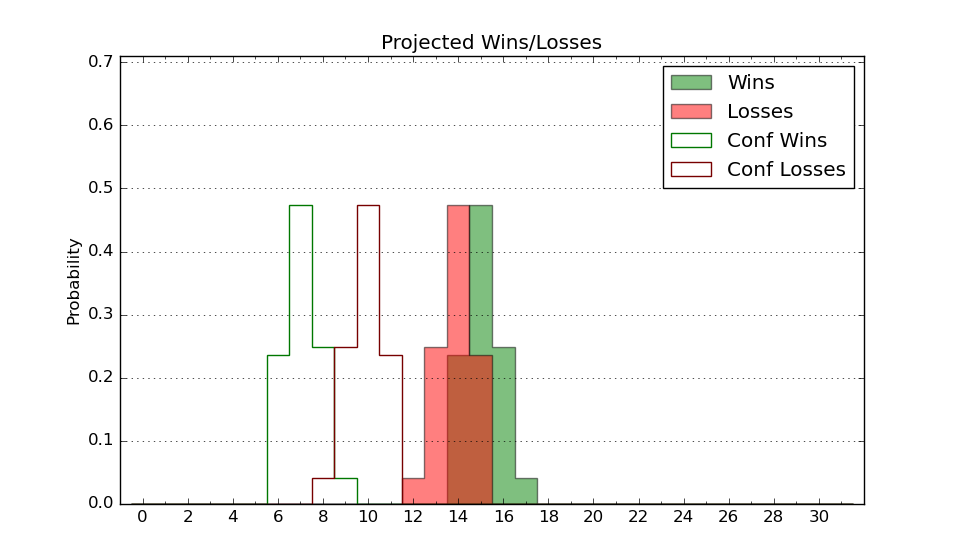 Projected Wins/Losses
Probability
0.7
0.6
0.5
0.4
0.3
0.2
0.1
0.0
Wins
Losses
Conf Wins
Conf Losses
0 2 4 6 8 10 12 14 16 18 20 22 24 26 28 30